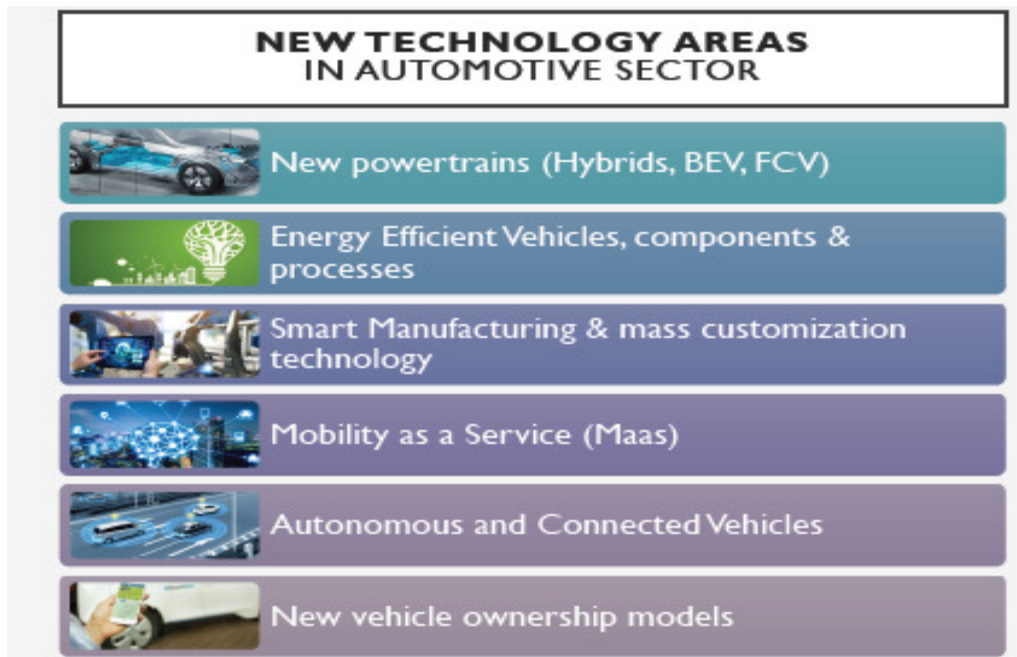 NEW TECHNOLOGY AREAS
IN AUTOMOTIVE SECTOR
New powertrains (Hybrids, BEV, FCV)
Energy Efficient Vehicles, components &
processes
Smart Manufacturing & mass customization
technology
Mobility as a Service (Maas)
Autonomous and Connected Vehicles
New vehicle ownership models